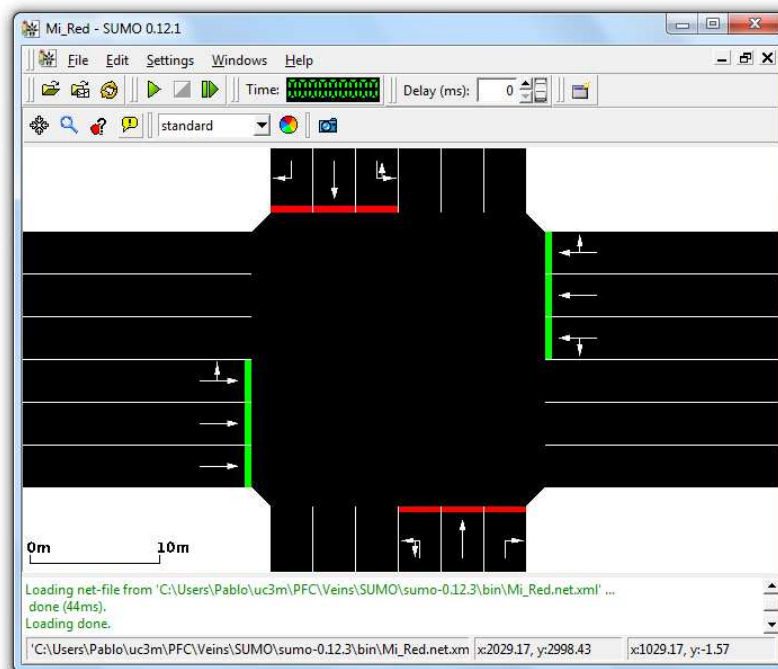 Mi_Red - SUMO 0.12.1
File Edit Settings Windows Help
Time: Delay (ms): 0
standard
0m 10m
Loading net-file from 'C:\Users\Pablo\uc3m\PFC\Veins\SUMO\sumo-0.12.3\bin\Mi_Red.net.xml' ...
done (44ms).
Loading done.
'C:\Users\Pablo\uc3m\PFC\Veins\SUMO\sumo-0.12.3\bin\Mi_Red.net.xm x:2029.17, y:2998.43 x:1029.17, y:-1.57